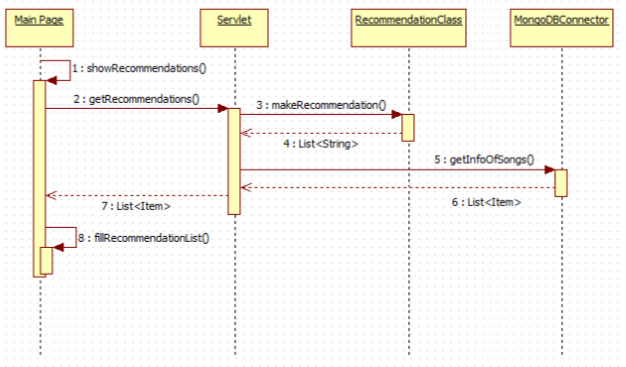 Main Page
Servlet
RecommendationClass
MongoDBConnector
1 : showRecommendations()
2 : getRecommendations()
3 : makeRecommendation()
4 : List<String>
5 : getInfoOfSongs()
6 : List<Item>
7 : List<Item>
8 : fillRecommendationList()